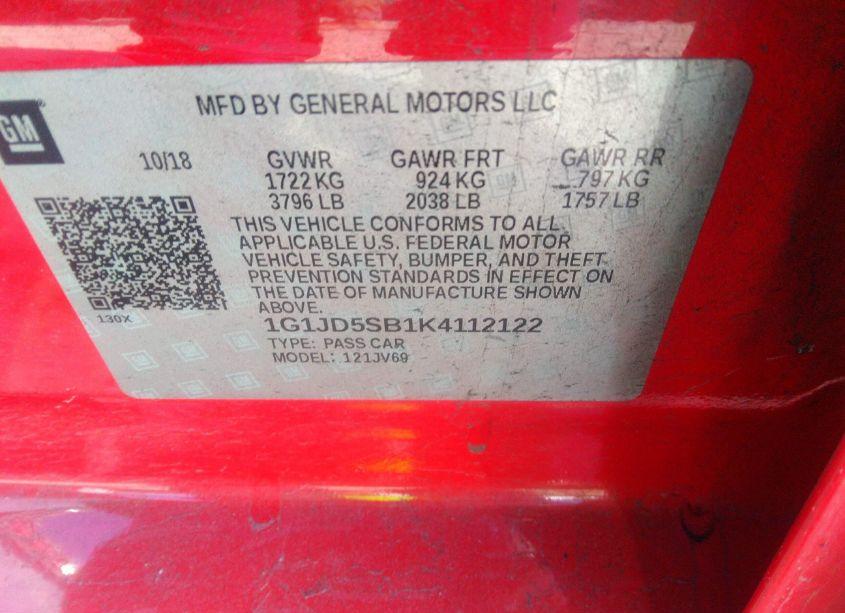 GM
MFD BY GENERAL MOTORS LLC
10/18 GVWR GAWR FRT GAWR RR
1722 KG 924 KG 797 KG
3796 LB 2038 LB 1757 LB
THIS VEHICLE CONFORMS TO ALL
APPLICABLE U.S. FEDERAL MOTOR
VEHICLE SAFETY, BUMPER, AND THEFT
PREVENTION STANDARDS IN EFFECT ON
THE DATE OF MANUFACTURE SHOWN
ABOVE.
130X
1G1JD5SB1K4112122
TYPE: PASS CAR
MODEL: 121JV69